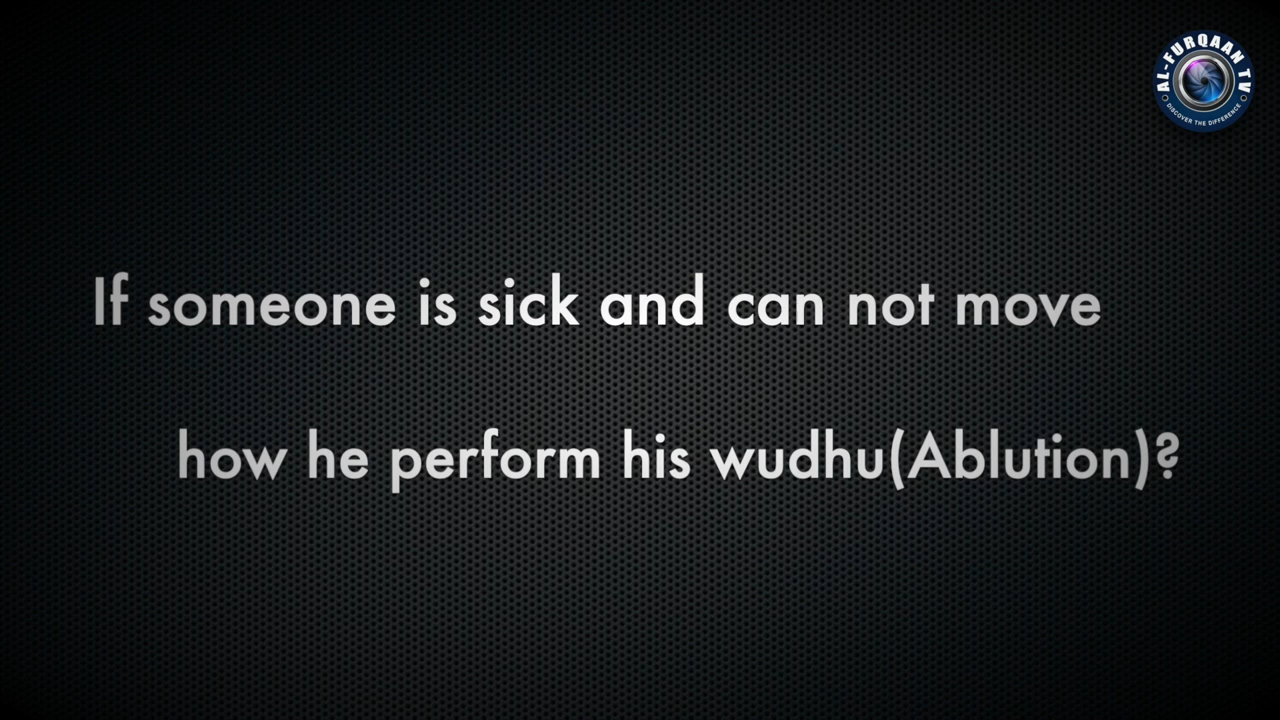 AL-FURQAAN TV
DISCOVER THE DIFFERENCE
If someone is sick and can not move
how he perform his wudhu(Ablution)?